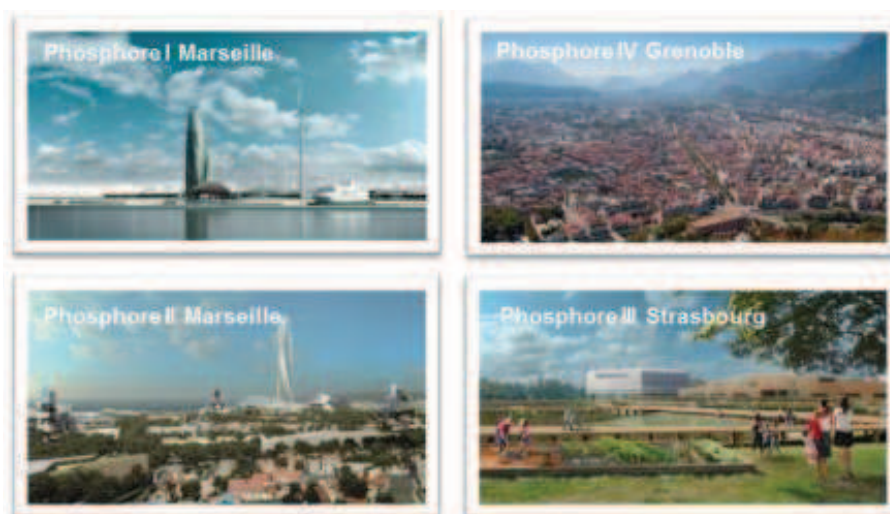 Phosphore I Marseille
Phosphore IV Grenoble
Phosphore II Marseille
Phosphore III Strasbourg